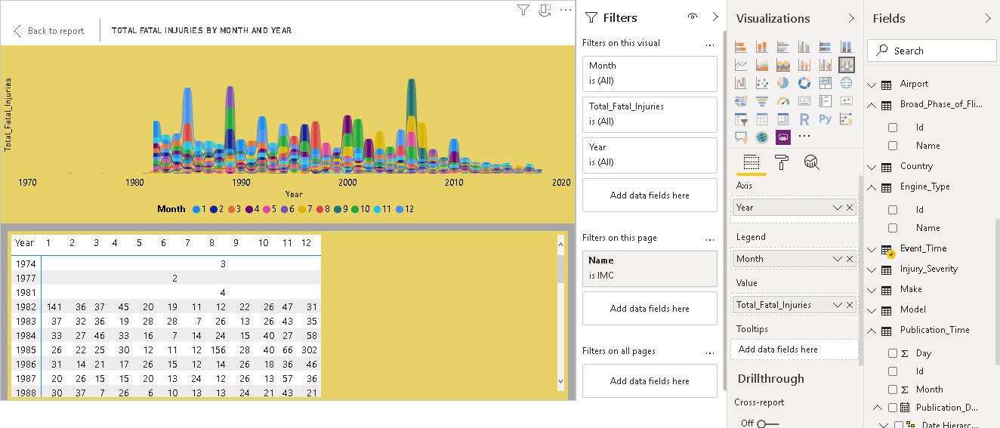 Back to report
TOTAL FATAL INJURIES BY MONTH AND YEAR
Total_Fatal_Injuries
1970 1980 1990 2000 2010 2020
Year
Month 1 2 3 4 5 6 7 8 9 10 11 12
Year 1 2 3 4 5 6 7 8 9 10 11 12
1974 3
1977 2
1981 4
1982 141 36 37 45 20 19 11 12 22 26 47 31
1983 37 32 36 19 28 28 7 26 13 26 43 35
1984 33 27 46 33 16 7 14 24 15 40 27 58
1985 26 22 25 30 12 11 12 156 28 40 66 302
1986 31 14 21 17 26 15 12 14 26 18 36 46
1987 20 26 15 15 20 13 24 12 26 13 57 36
1988 30 37 7 26 6 10 13 13 24 21 43 21
Filters
Filters on this visual ...
Month
is (All)
Total_Fatal_Injuries
is (All)
Year
is (All)
Add data fields here
Filters on this page ...
Name
is IMC
Add data fields here
Filters on all pages ...
Add data fields here
Visualizations
R Py
123
...
Axis
Year
Legend
Month
Value
Total_Fatal_Injuries
Tooltips
Add data fields here
Drillthrough
Cross-report
Off
Fields
Search
Airport
Broad_Phase_of_Fli...
Id
Name
Country
Engine_Type
Id
Name
Event_Time
Injury_Severity
Make
Model
Publication_Time
Σ Day
Id
Σ Month
Publication_D...
Date Hierarc...